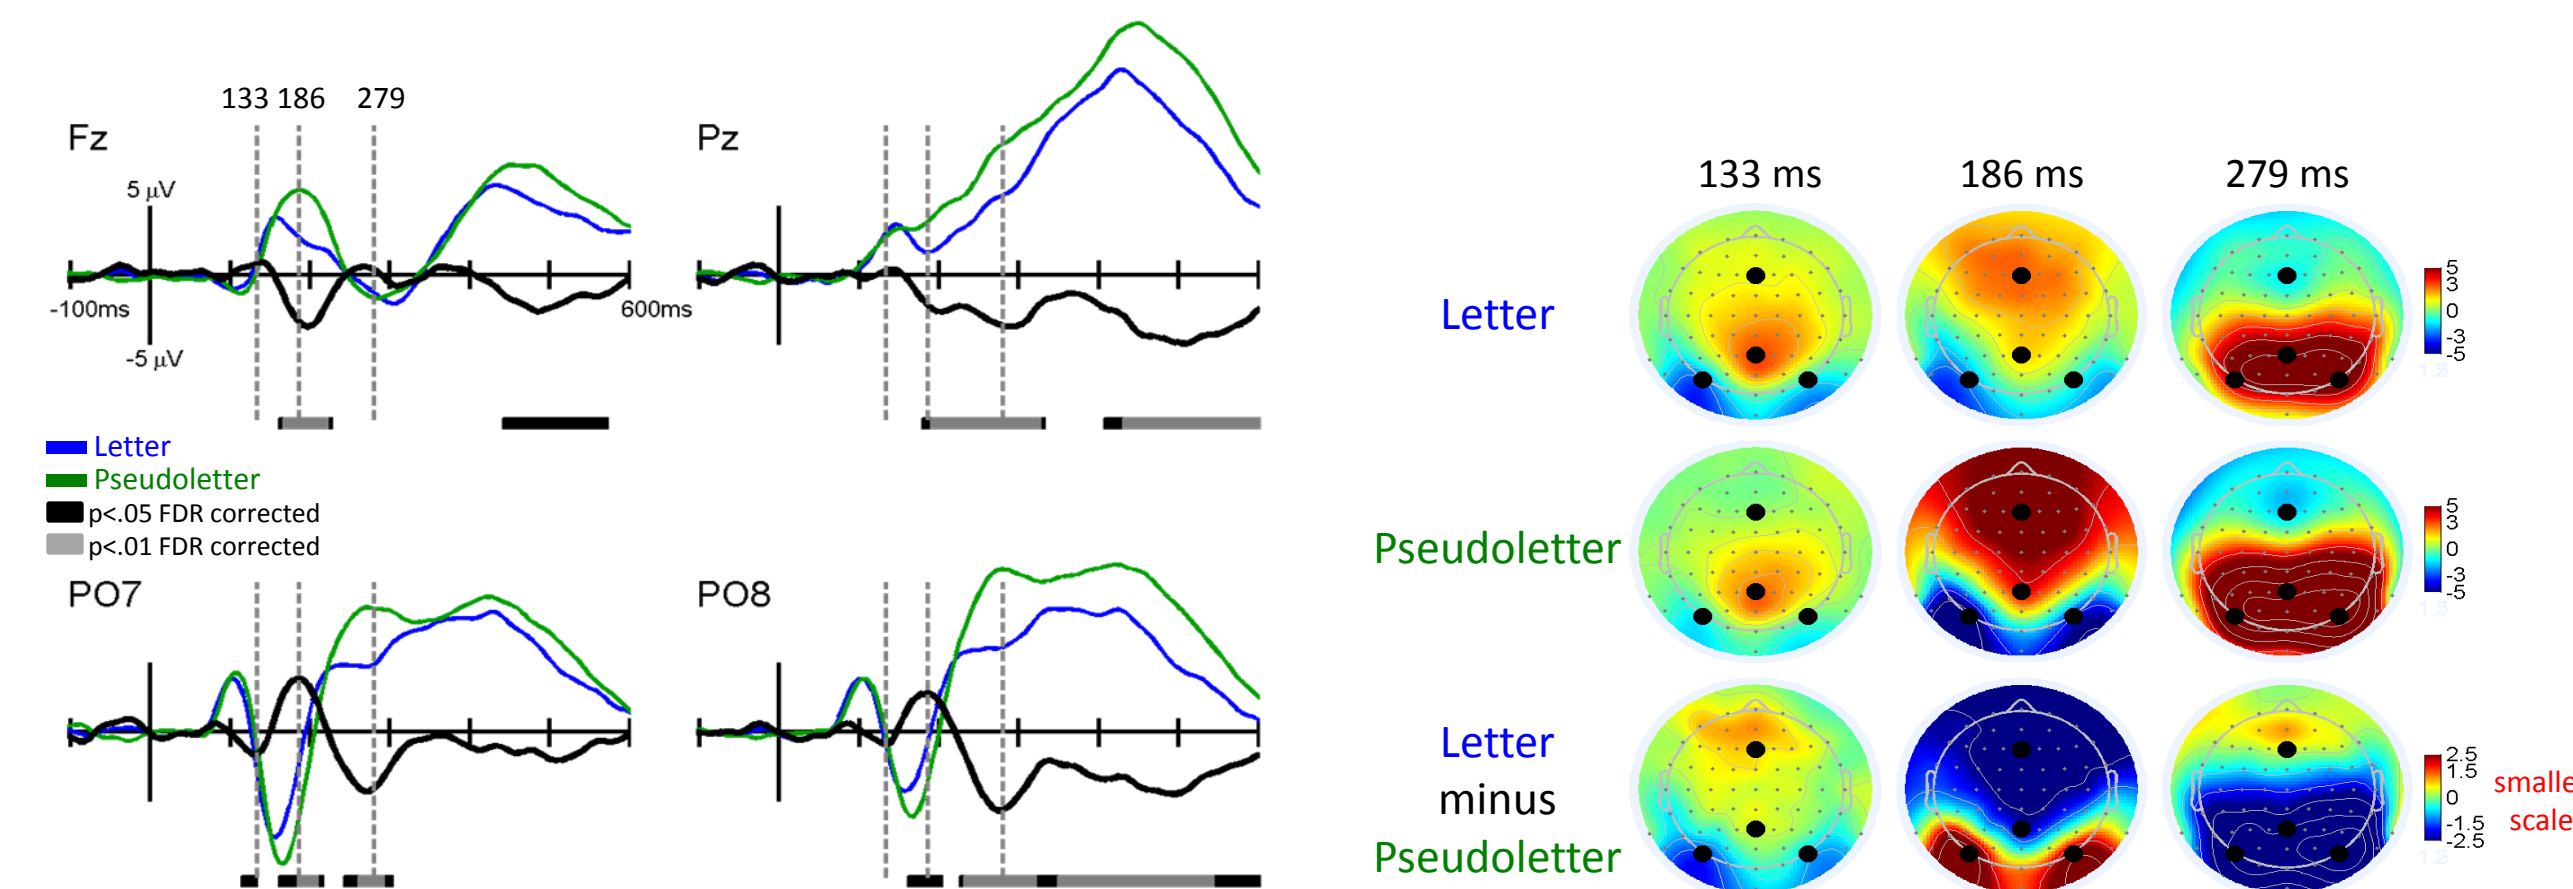 133 186 279
Fz
5 μV
-100ms
600ms
-5 μV
Pz
Letter
Pseudoletter
p<.05 FDR corrected
p<.01 FDR corrected
PO7
PO8
133 ms 186 ms 279 ms
Letter
5
3
0
-3
-5
Pseudoletter
5
3
0
-3
-5
Letter
minus
Pseudoletter
2.5
1.5
0
-1.5
-2.5
smalle
scale